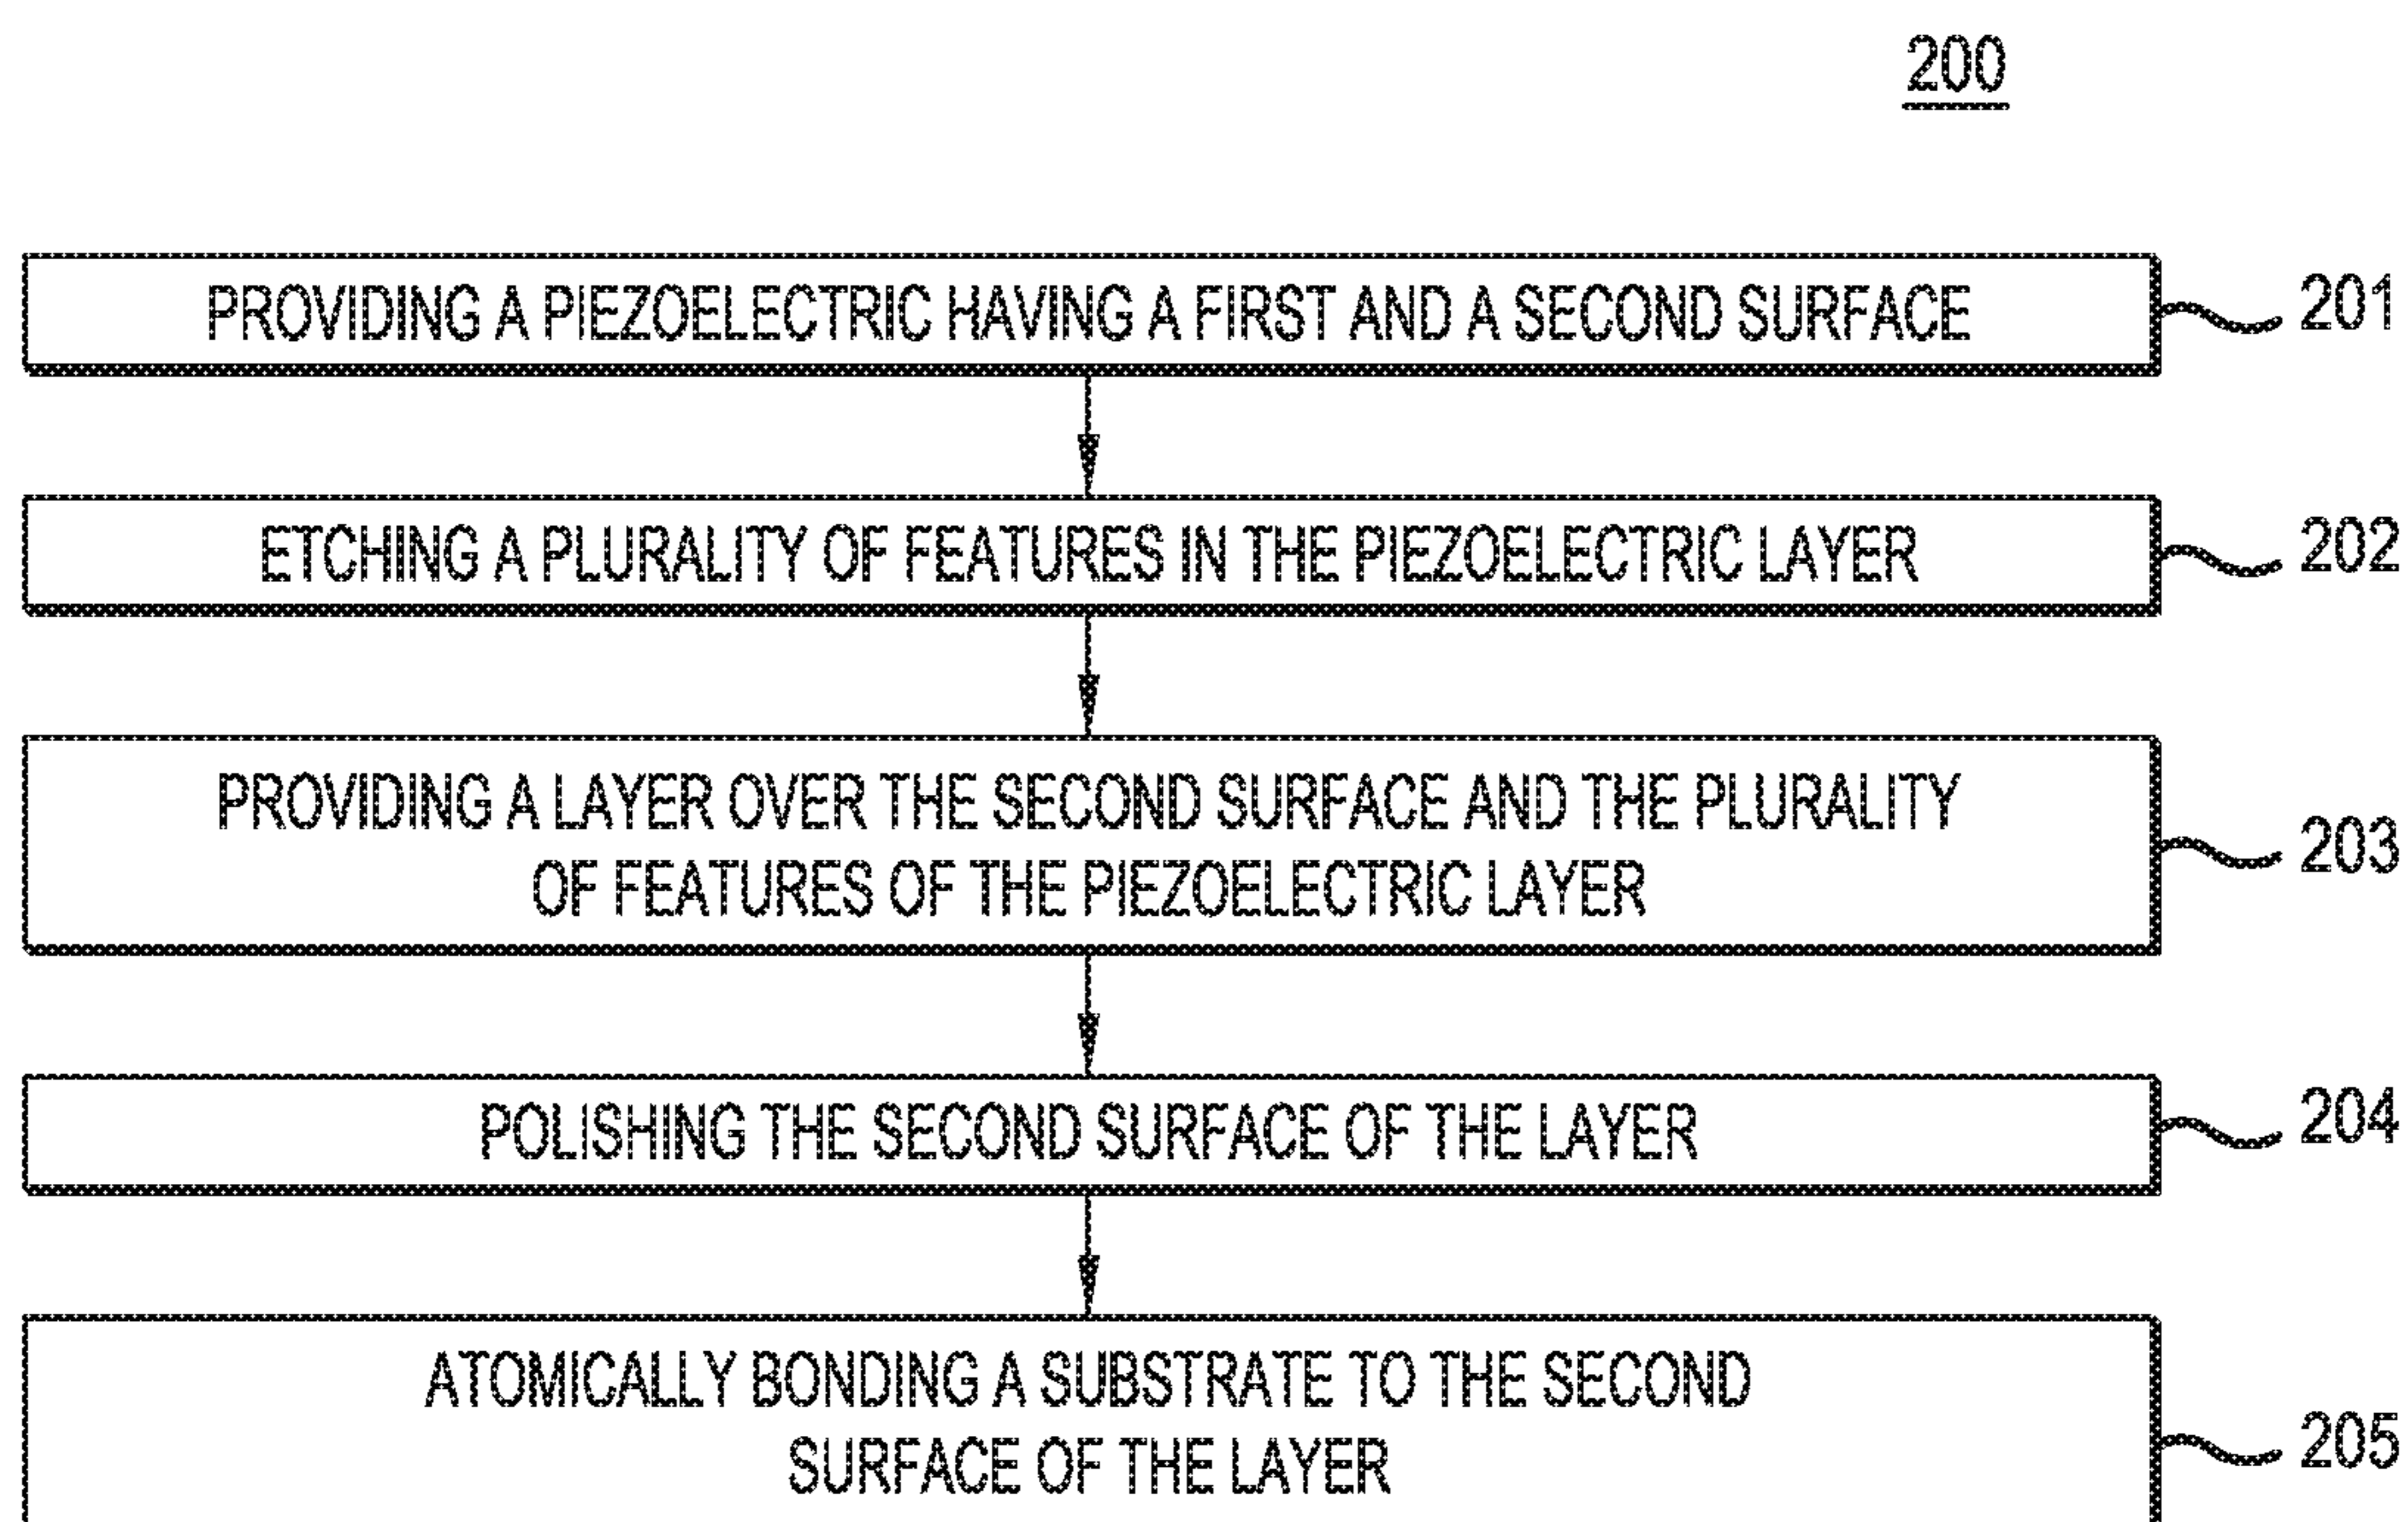 200
PROVIDING A PIEZOELECTRIC HAVING A FIRST AND A SECOND SURFACE
201
ETCHING A PLURALITY OF FEATURES IN THE PIEZOELECTRIC LAYER
202
PROVIDING A LAYER OVER THE SECOND SURFACE AND THE PLURALITY
OF FEATURES OF THE PIEZOELECTRIC LAYER
203
POLISHING THE SECOND SURFACE OF THE LAYER
204
ATOMICALLY BONDING A SUBSTRATE TO THE SECOND
SURFACE OF THE LAYER
205